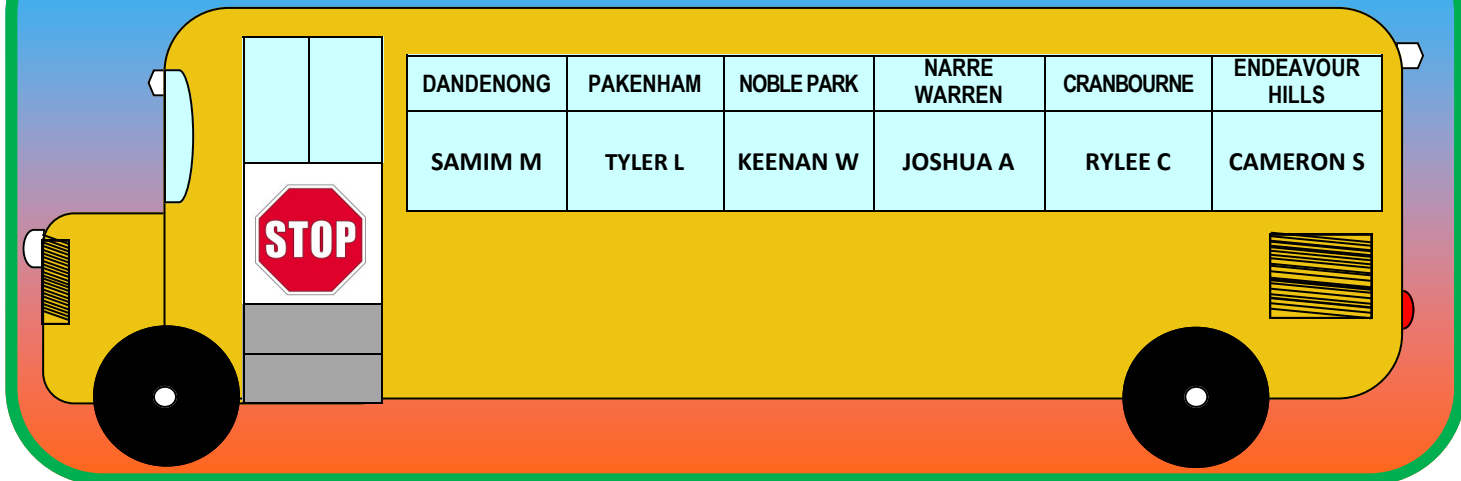 DANDENONG PAKENHAM NOBLE PARK NARRE WARREN CRANBOURNE ENDEAVOUR HILLS
SAMIM M TYLER L KEENAN W JOSHUA A RYLEE C CAMERON S
STOP